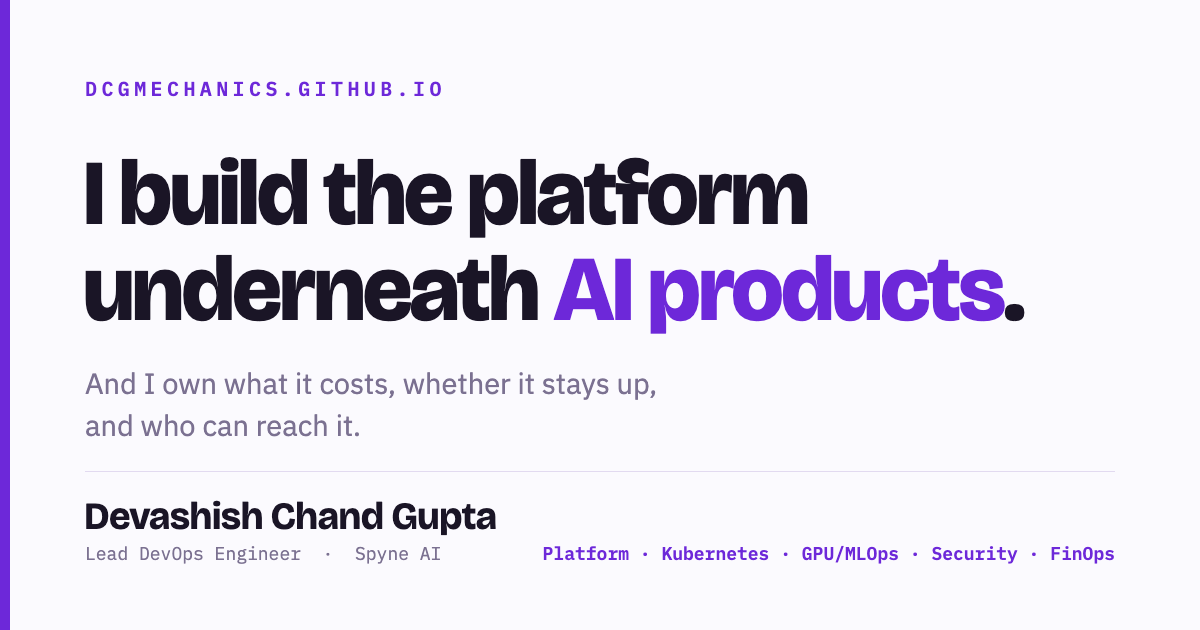 DCGMECHANICS.GITHUB.IO
I build the platform
underneath AI products.
And I own what it costs, whether it stays up,
and who can reach it.
Devashish Chand Gupta
Lead DevOps Engineer · Spyne AI
Platform · Kubernetes · GPU/MLOps · Security · FinOps